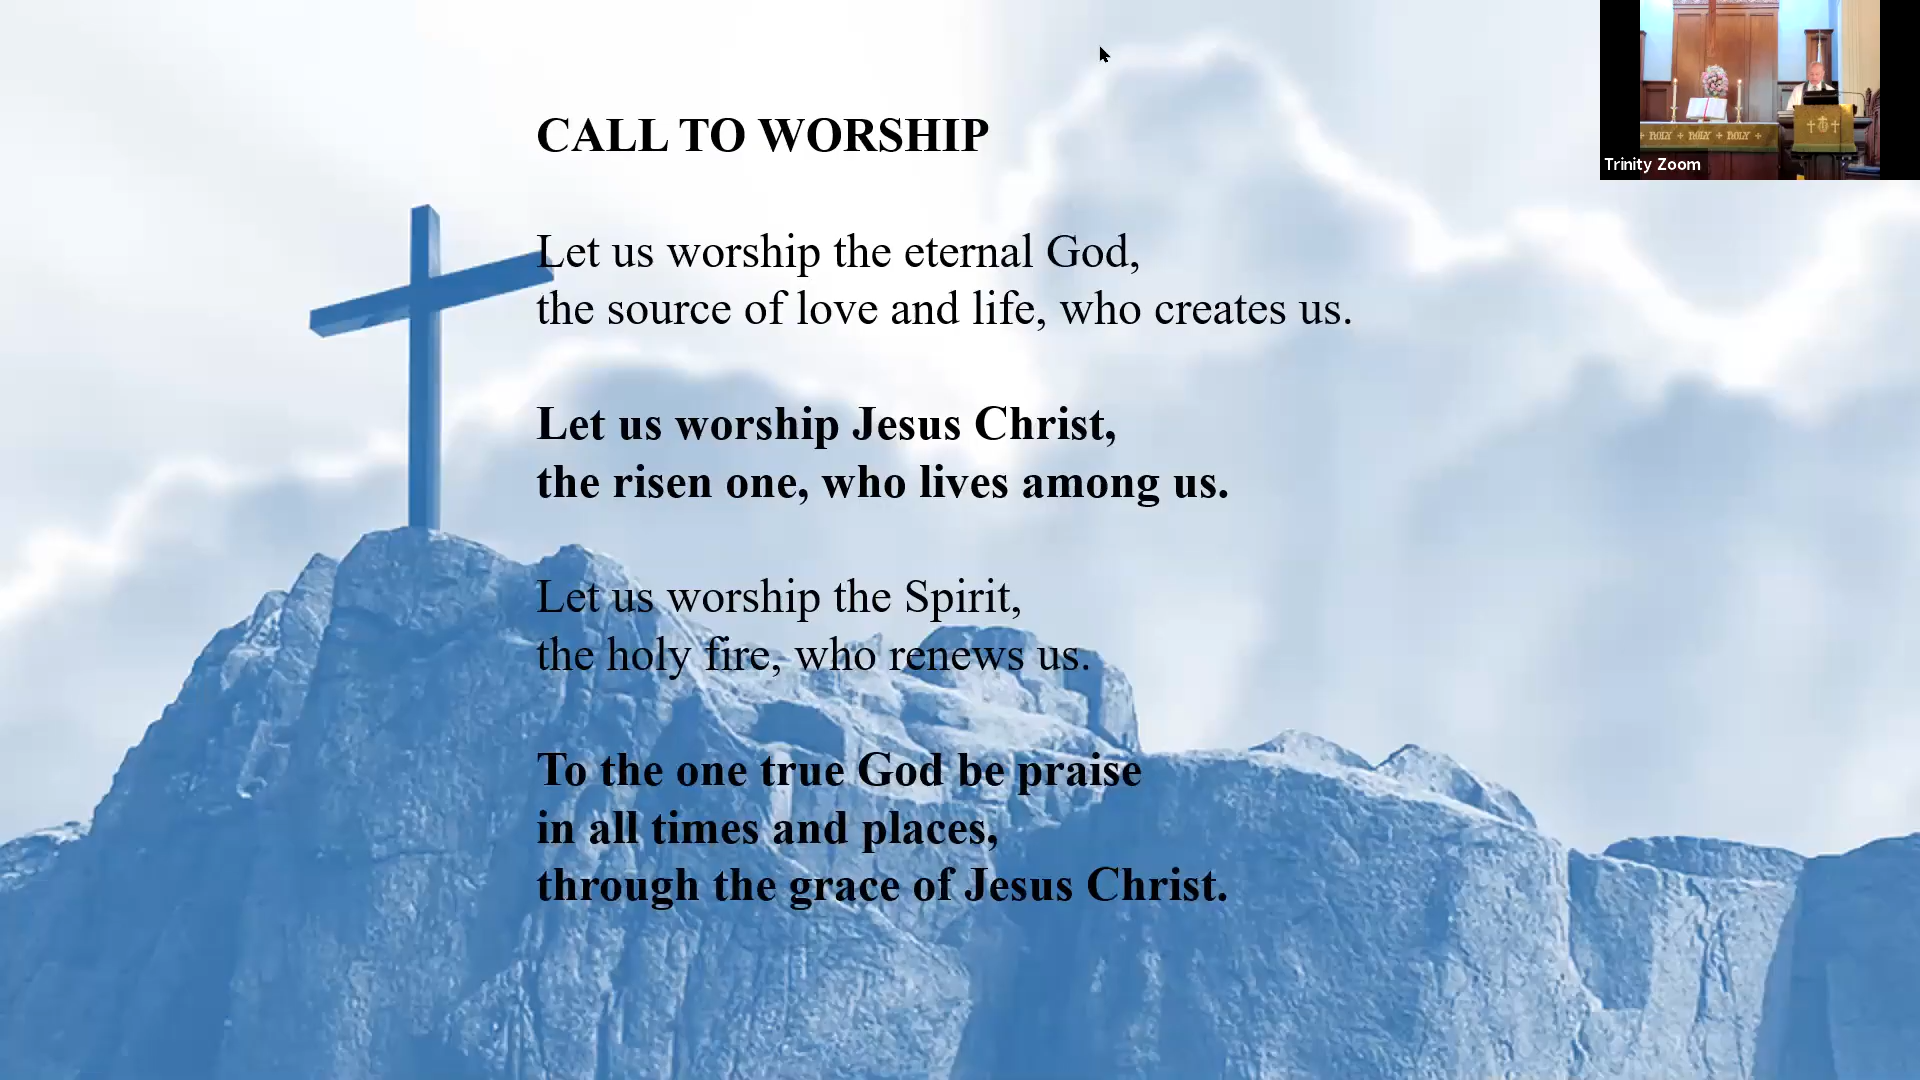 CALL TO WORSHIP
Let us worship the eternal God,
the source of love and life, who creates us.
Let us worship Jesus Christ,
the risen one, who lives among us.
Let us worship the Spirit,
the holy fire, who renews us.
To the one true God be praise
in all times and places,
through the grace of Jesus Christ.
HOLY + HOLY + HOLY
Trinity Zoom